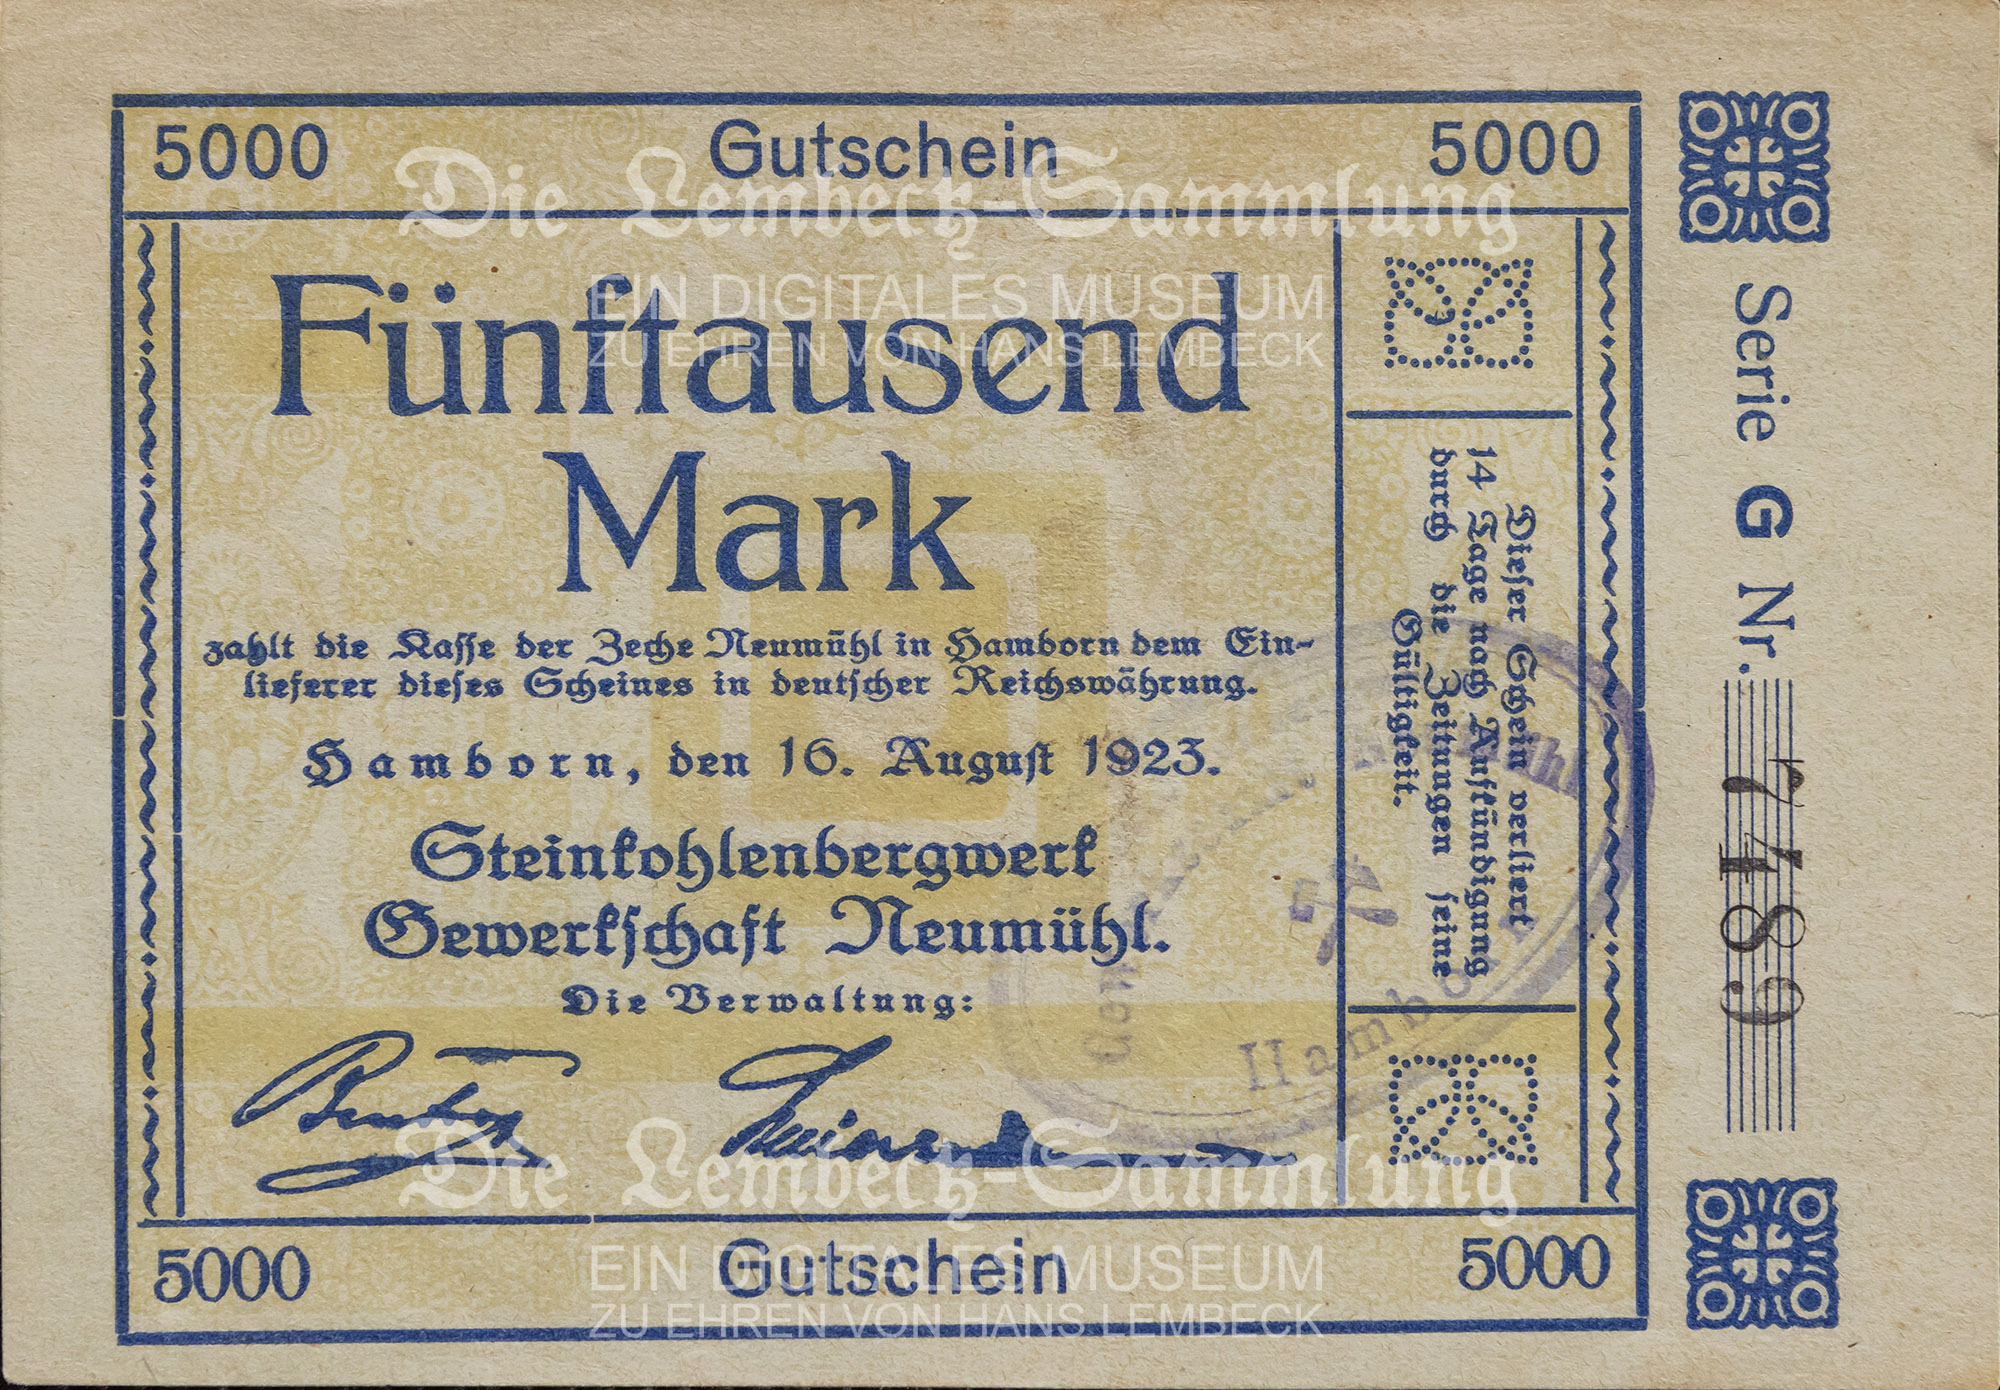 5000 Gutschein 5000
Die Lembeck-Sammlung
EIN DIGITALES MUSEUM
ZU EHREN VON HANS LEMBECK
Fünftausend
Mark
zahlt die Kasse der Zeche Neumühl in Hamborn dem Ein-
lieferer dieses Scheines in deutscher Reichswährung.
Hamborn, den 16. August 1923.
Steinkohlenbergwerk
Gewerkschaft Neumühl.
Die Verwaltung:
Dieser Schein verliert
14 Tage nach Aufkündigung
durch die Zeitungen seine
Gültigkeit.
Serie G Nr. 7489
Hamborn
Die Lembeck-Sammlung
EIN DIGITALES MUSEUM
ZU EHREN VON HANS LEMBECK
5000 Gutschein 5000